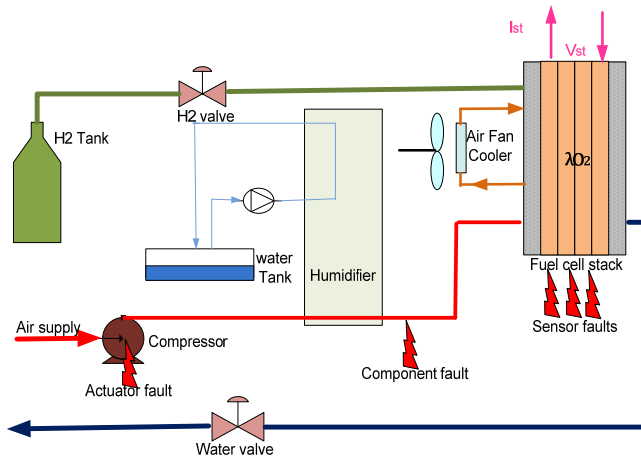 Ist
Vst
H2 valve
H2 Tank
Air Fan
Cooler
λO₂
water
Tank
Humidifier
Fuel cell stack
Air supply
Compressor
Sensor faults
Component fault
Actuator fault
Water valve